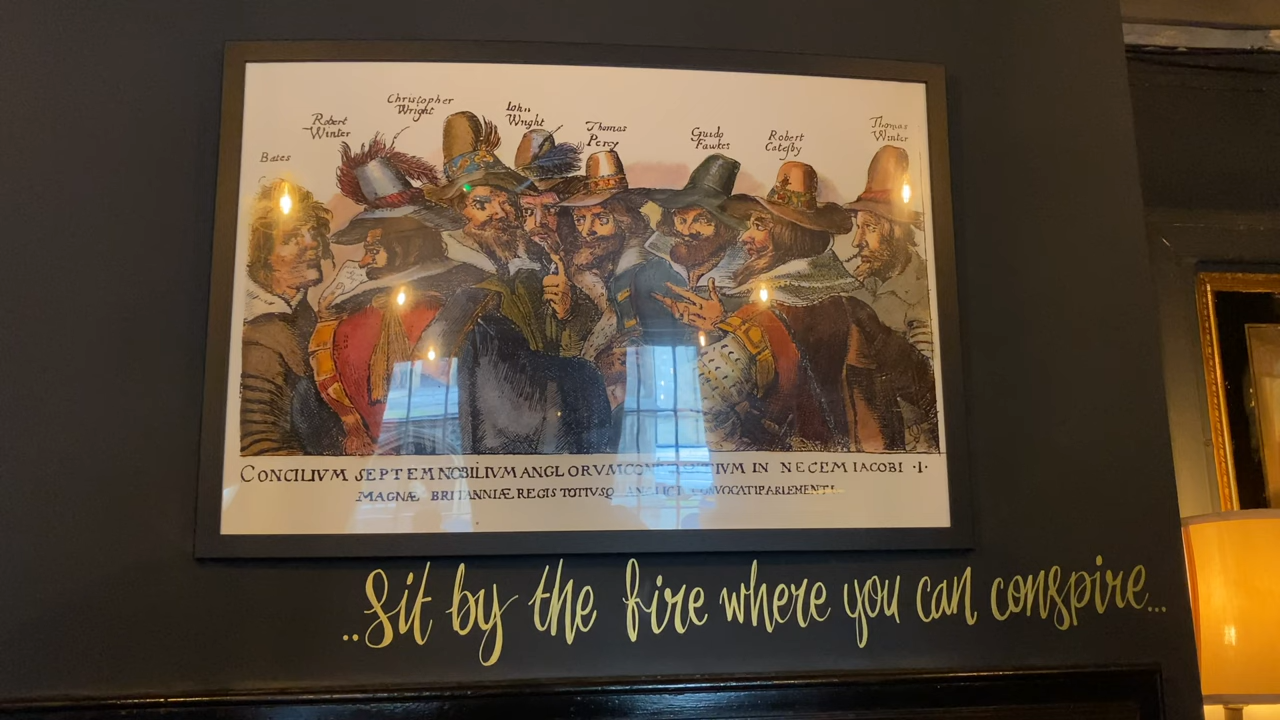 Bates
Robert
Winter
Christopher
Wright
Iohn
Wright
Thomas
Percy
Guido
Fawkes
Robert
Catesby
Thomas
Winter
CONCILIVM SEPTEM NOBILIVM ANGLORVM IN NECEM IACOBI ·I·
MAGNÆ BRITANNIÆ REGIS TOTIVSQ CONVOCATI PARLEMENTI
..Sit by the fire where you can conspire...